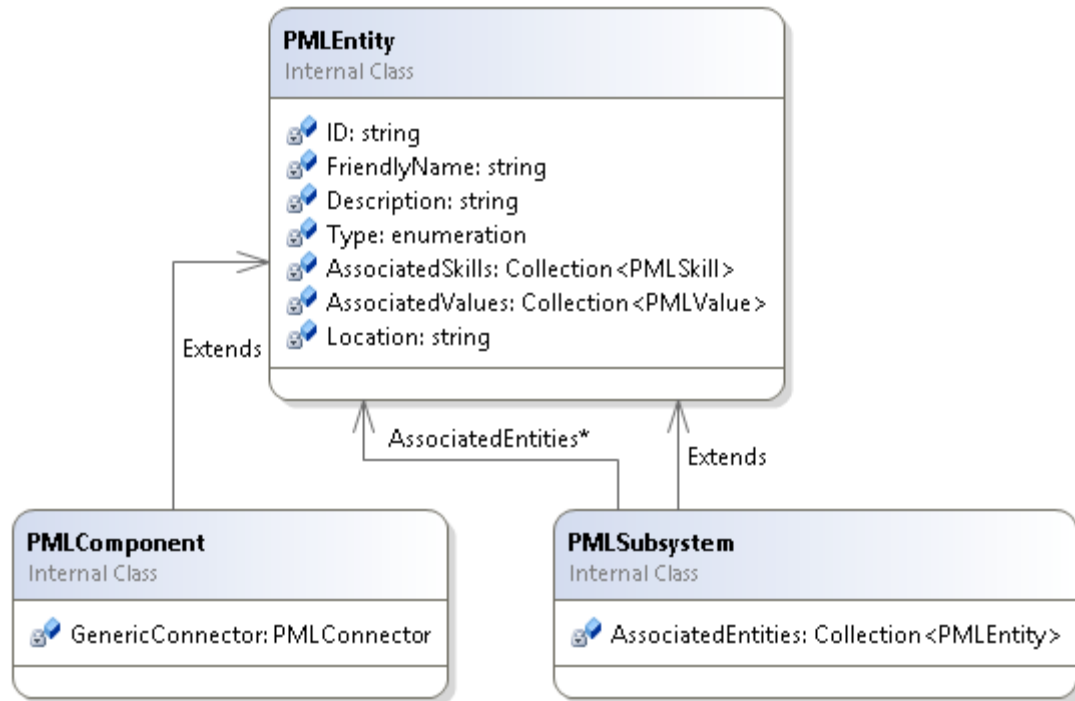 PMLEntity
Internal Class
ID: string
FriendlyName: string
Description: string
Type: enumeration
AssociatedSkills: Collection<PMLSkill>
AssociatedValues: Collection<PMLValue>
Location: string
Extends
AssociatedEntities*
Extends
PMLComponent
Internal Class
GenericConnector: PMLConnector
PMLSubsystem
Internal Class
AssociatedEntities: Collection<PMLEntity>